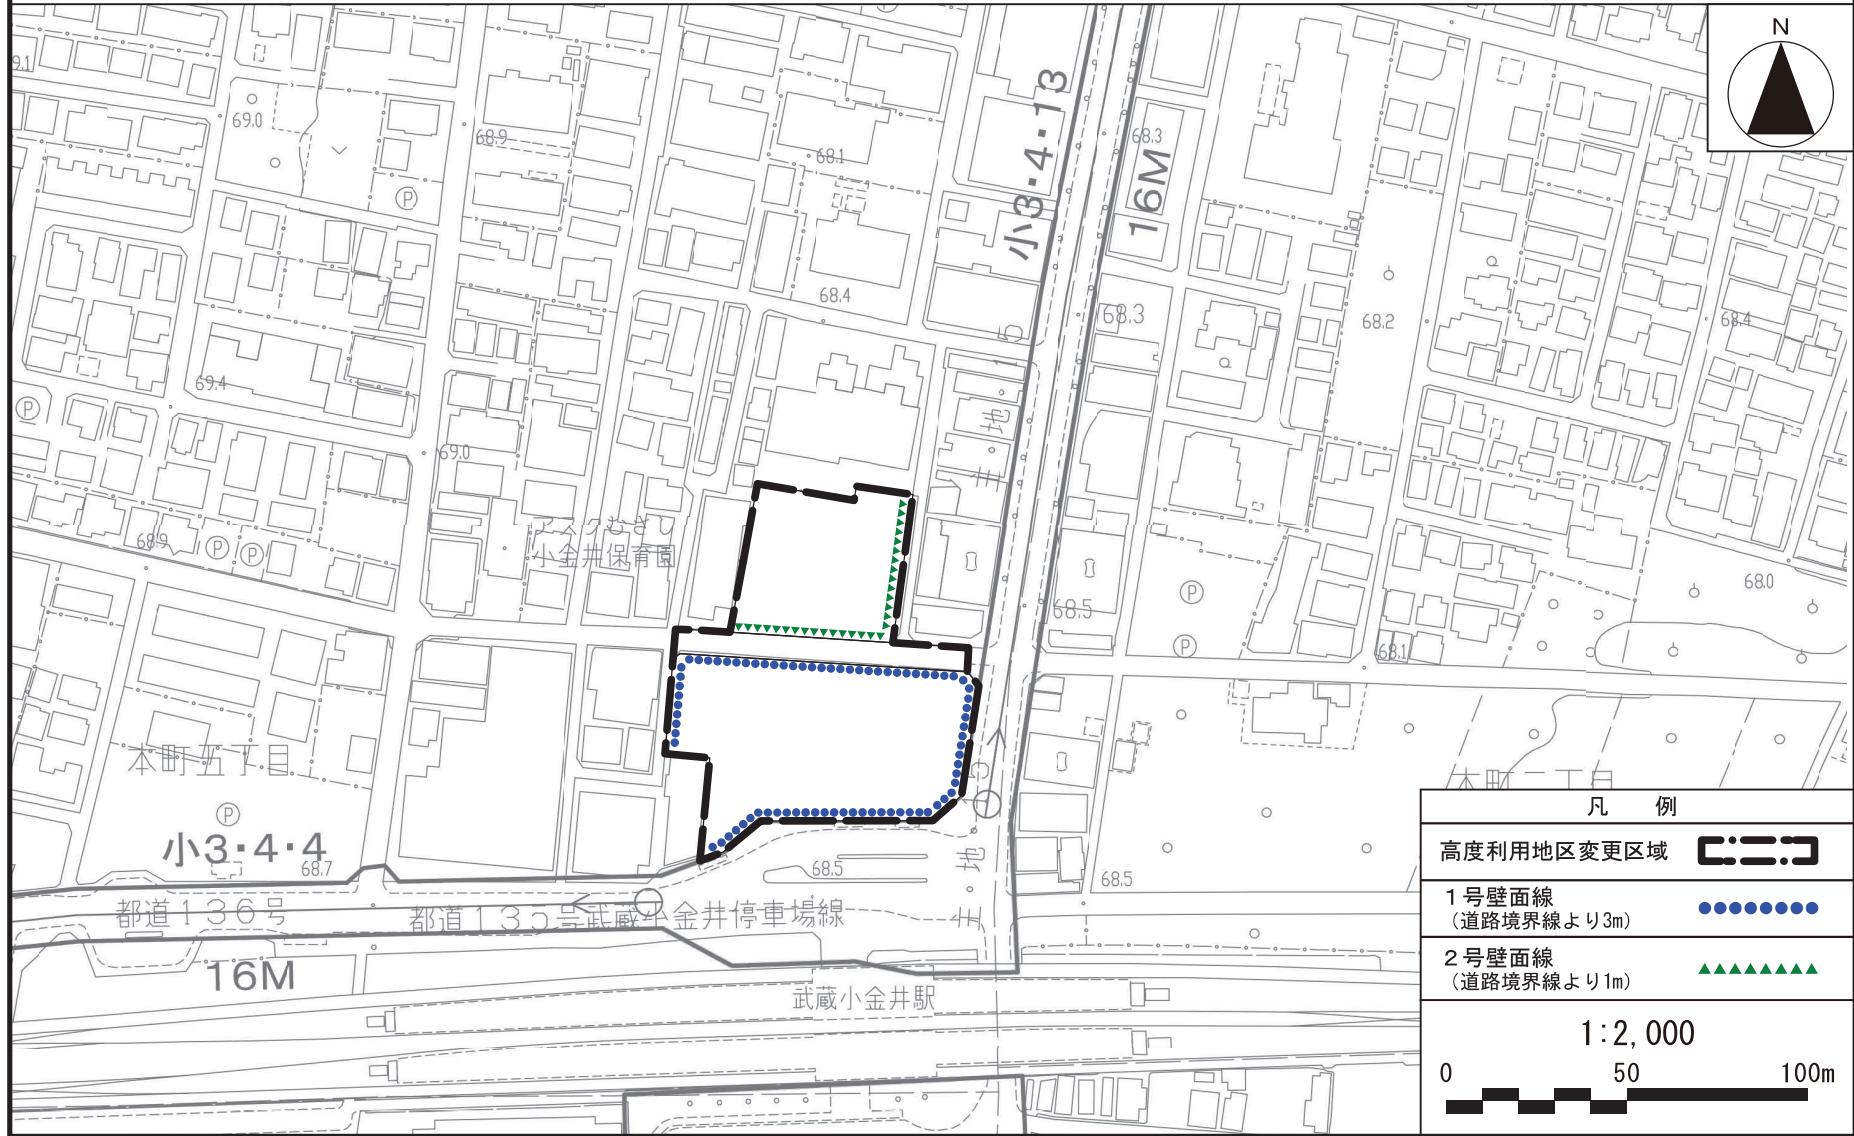 N
小3・4・13
16M
9.1
69.0
68.9
68.1
68.3
68.4
68.3
68.2
68.4
69.4
69.0
68.9
小金井保育園
68.5
68.0
68.1
本町五丁目
小3・4・4
68.7
68.5
68.5
本町二丁目
都道136号
都道135号武蔵小金井停車場線
16M
武蔵小金井駅
P
P
P
P
P
P
P
凡 例
高度利用地区変更区域
1号壁面線
(道路境界線より3m)
2号壁面線
(道路境界線より1m)
1:2,000
0 50 100m